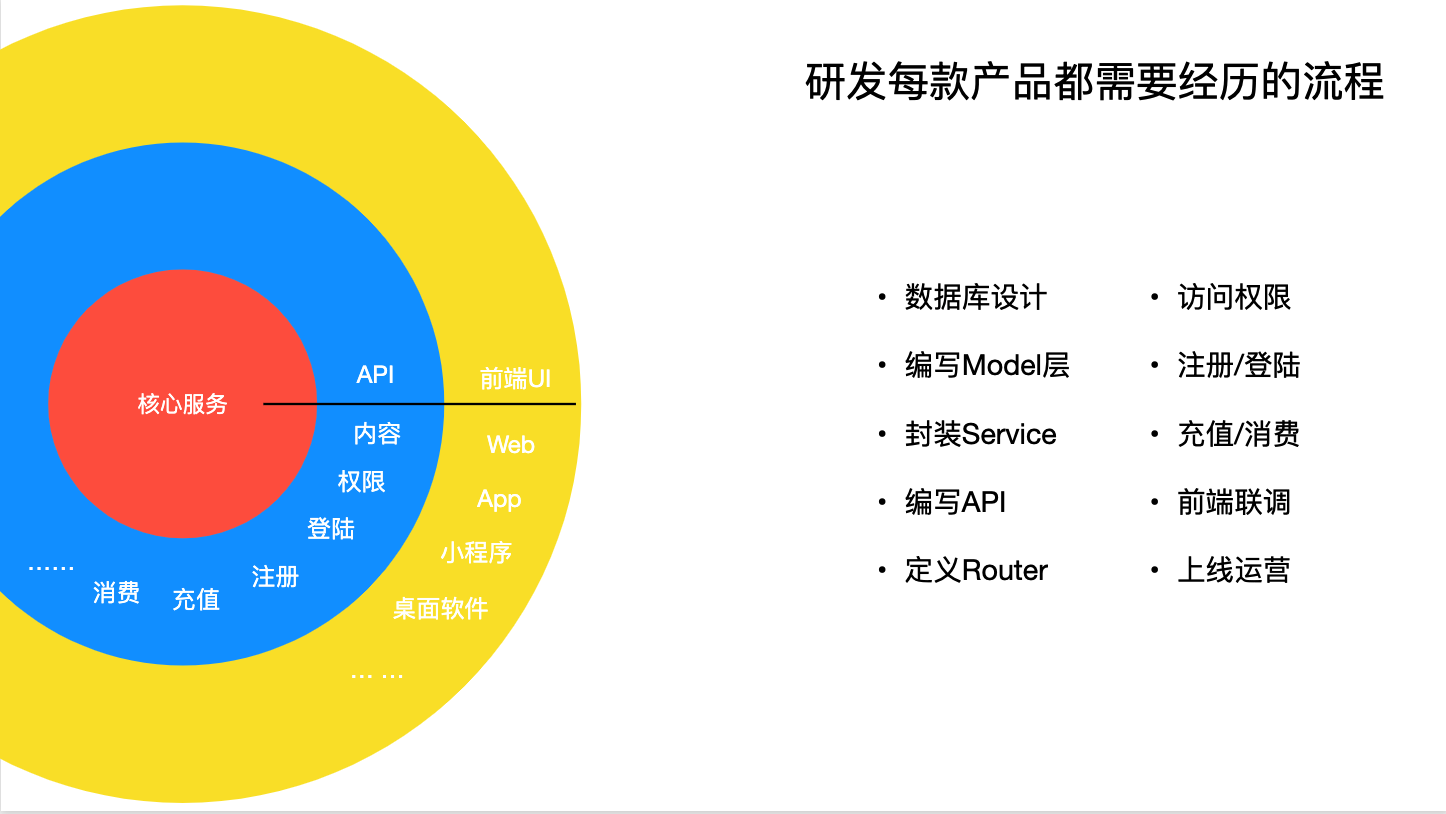 研发每款产品都需要经历的流程
核心服务
API
内容
权限
登陆
注册
充值
消费
……
前端UI
Web
App
小程序
桌面软件
… …
• 数据库设计
• 编写Model层
• 封装Service
• 编写API
• 定义Router
• 访问权限
• 注册/登陆
• 充值/消费
• 前端联调
• 上线运营